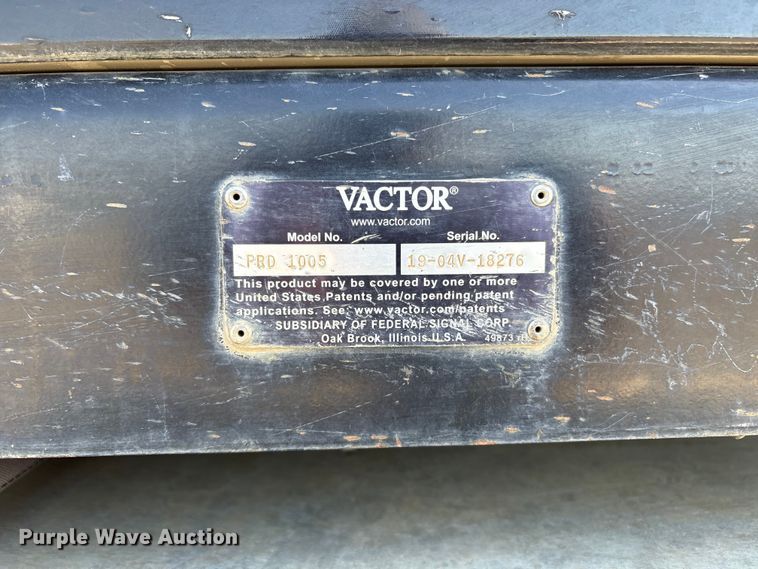 VACTOR®
www.vactor.com
Model No. Serial No.
PRD 1005 19-04V-18276
This product may be covered by one or more
United States Patents and/or pending patent
applications. See: www.vactor.com/patents
SUBSIDIARY OF FEDERAL SIGNAL CORP.
Oak Brook, Illinois U.S.A. 49873
Purple Wave Auction